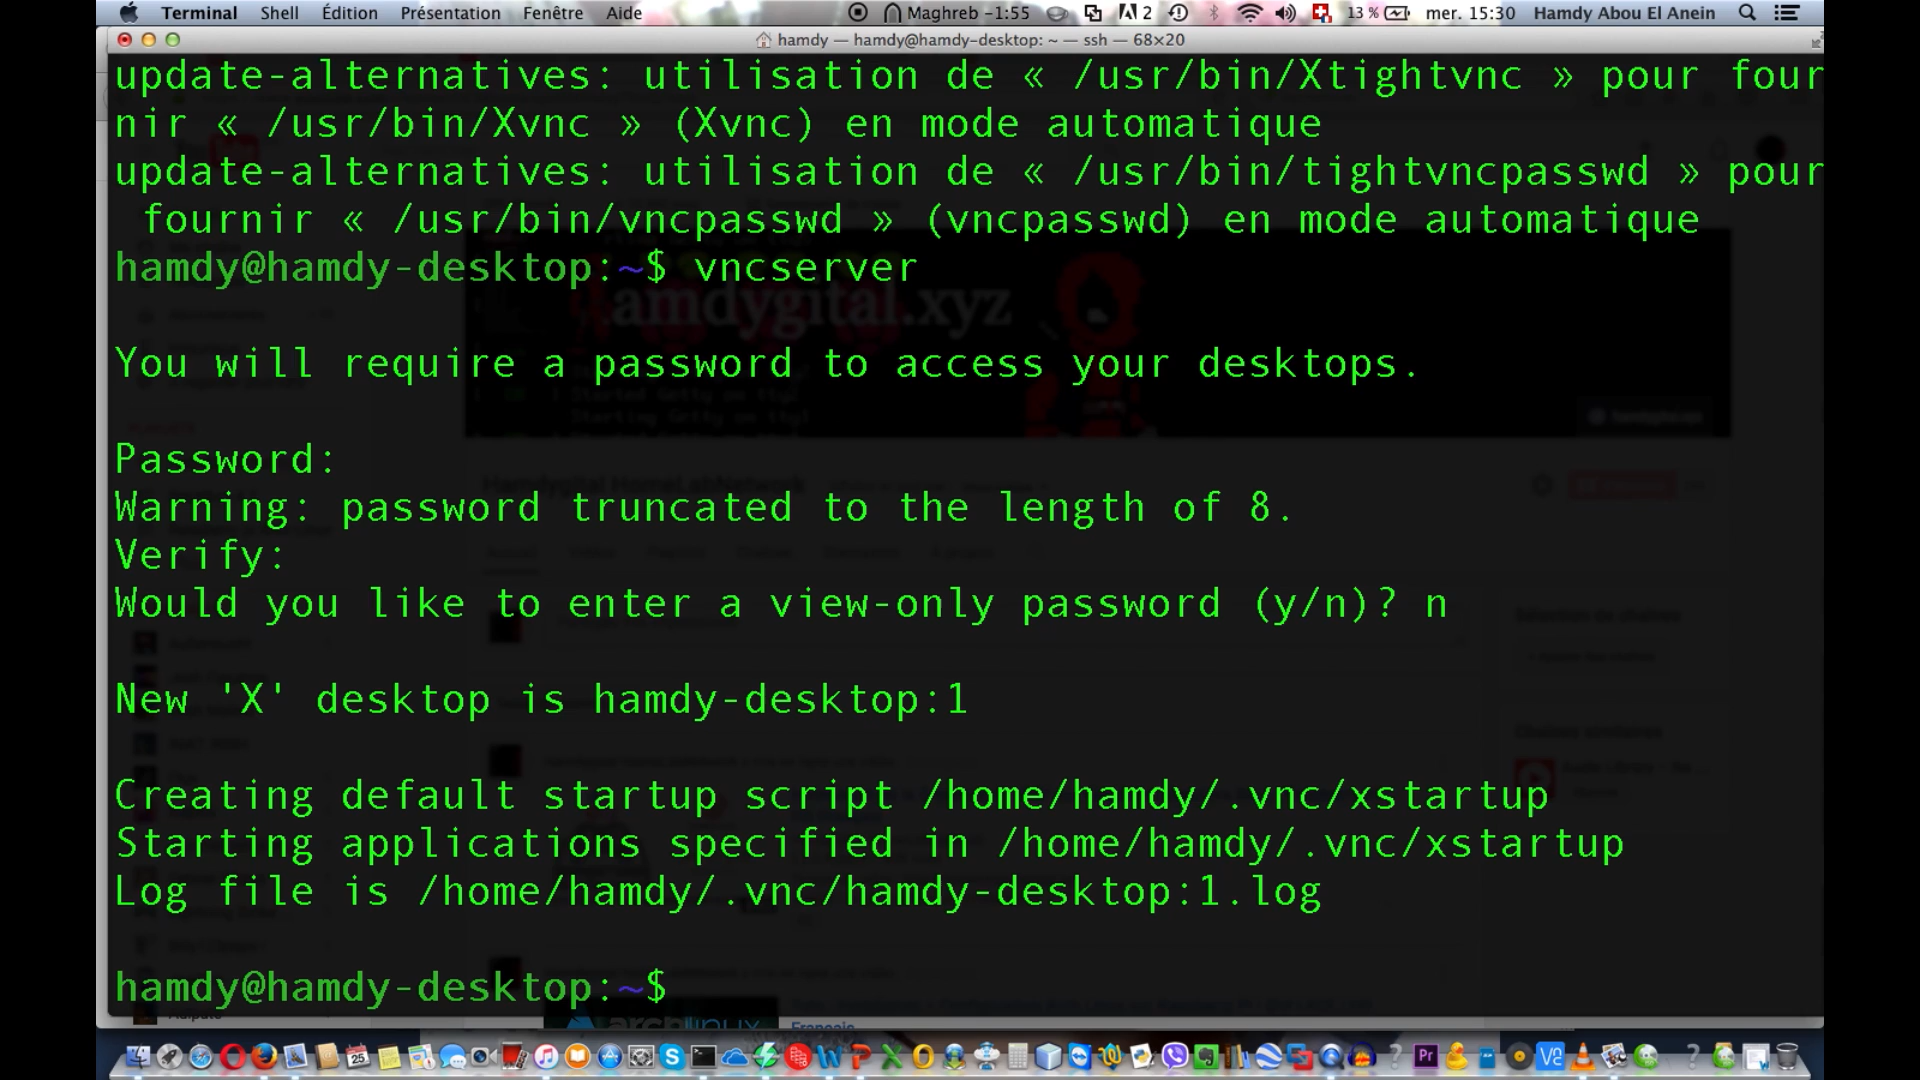 Terminal Shell Édition Présentation Fenêtre Aide Maghreb -1:55 2 13 % mer. 15:30 Hamdy Abou El Anein
hamdy — hamdy@hamdy-desktop: ~ — ssh — 68×20
update-alternatives: utilisation de « /usr/bin/Xtightvnc » pour four
nir « /usr/bin/Xvnc » (Xvnc) en mode automatique
update-alternatives: utilisation de « /usr/bin/tightvncpasswd » pour
fournir « /usr/bin/vncpasswd » (vncpasswd) en mode automatique
hamdy@hamdy-desktop:~$ vncserver
amdygital.xyz
You will require a password to access your desktops.
Password:
Warning: password truncated to the length of 8.
Verify:
Would you like to enter a view-only password (y/n)? n
New 'X' desktop is hamdy-desktop:1
Creating default startup script /home/hamdy/.vnc/xstartup
Starting applications specified in /home/hamdy/.vnc/xstartup
Log file is /home/hamdy/.vnc/hamdy-desktop:1.log
hamdy@hamdy-desktop:~$
archlinux
Français